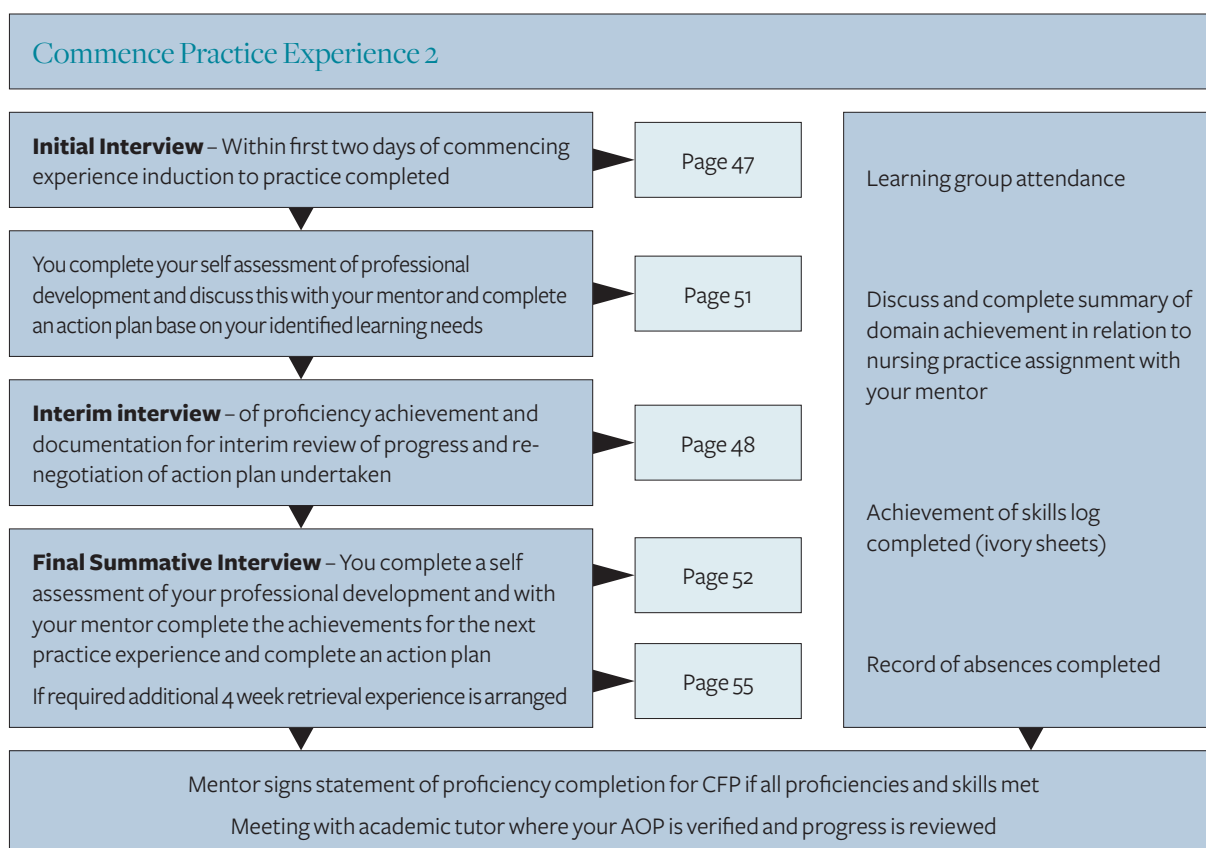 Commence Practice Experience 2
Initial Interview – Within first two days of commencing
experience induction to practice completed
Page 47
You complete your self assessment of professional
development and discuss this with your mentor and complete
an action plan base on your identified learning needs
Page 51
Interim interview – of proficiency achievement and
documentation for interim review of progress and re-
negotiation of action plan undertaken
Page 48
Final Summative Interview – You complete a self
assessment of your professional development and with
your mentor complete the achievements for the next
practice experience and complete an action plan
If required additional 4 week retrieval experience is arranged
Page 52
Page 55
Learning group attendance
Discuss and complete summary of
domain achievement in relation to
nursing practice assignment with
your mentor
Achievement of skills log
completed (ivory sheets)
Record of absences completed
Mentor signs statement of proficiency completion for CFP if all proficiencies and skills met
Meeting with academic tutor where your AOP is verified and progress is reviewed